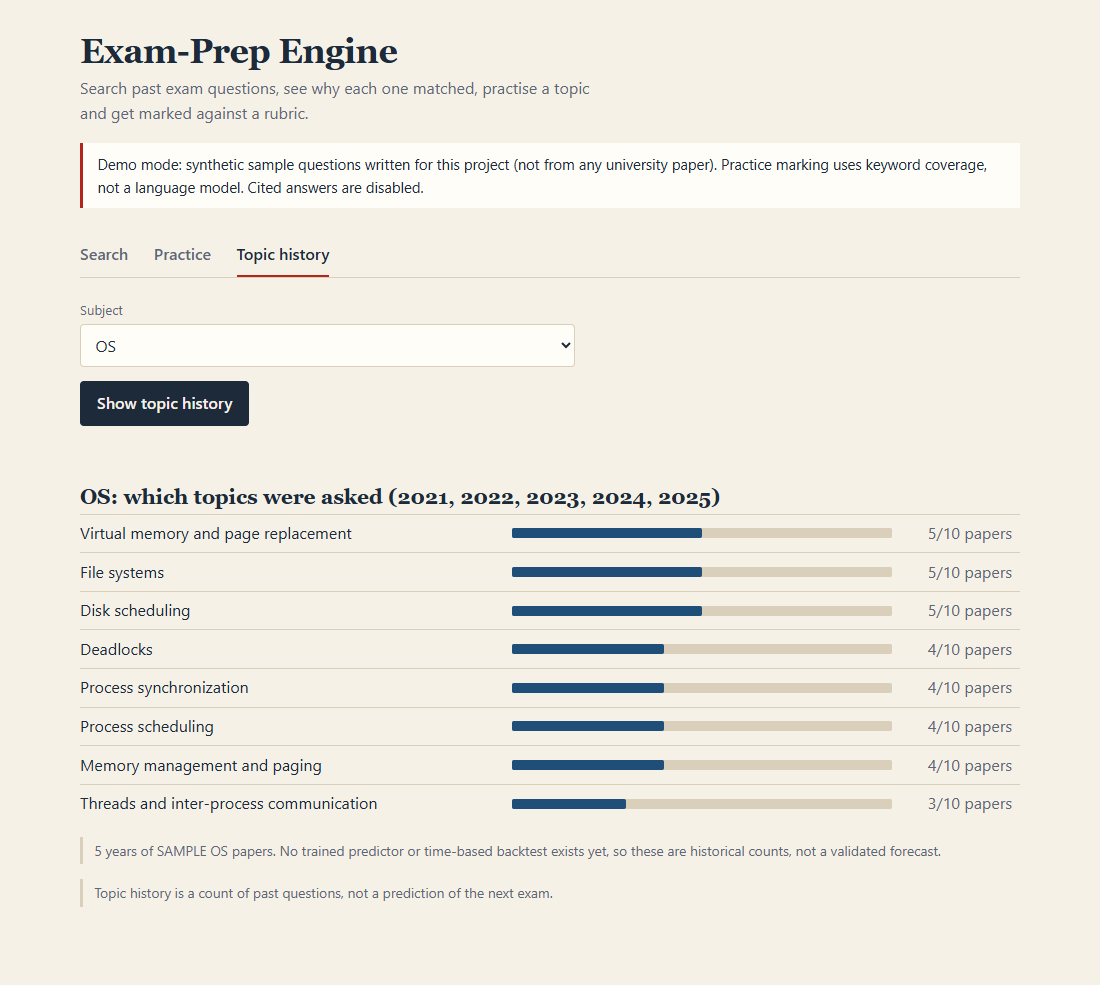 Exam-Prep Engine
Search past exam questions, see why each one matched, practise a topic
and get marked against a rubric.
Demo mode: synthetic sample questions written for this project (not from any university paper). Practice marking uses keyword coverage,
not a language model. Cited answers are disabled.
Search Practice Topic history
Subject
OS
Show topic history
OS: which topics were asked (2021, 2022, 2023, 2024, 2025)
Virtual memory and page replacement 5/10 papers
File systems 5/10 papers
Disk scheduling 5/10 papers
Deadlocks 4/10 papers
Process synchronization 4/10 papers
Process scheduling 4/10 papers
Memory management and paging 4/10 papers
Threads and inter-process communication 3/10 papers
5 years of SAMPLE OS papers. No trained predictor or time-based backtest exists yet, so these are historical counts, not a validated forecast.
Topic history is a count of past questions, not a prediction of the next exam.